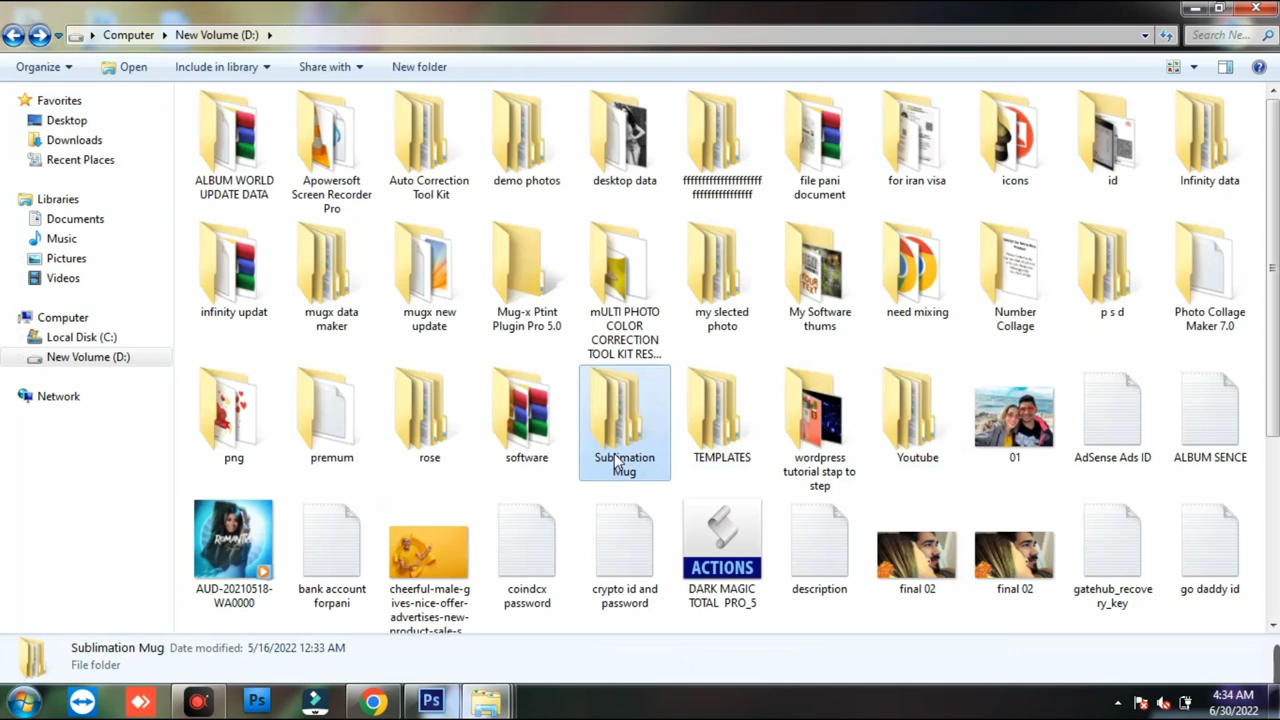 Computer
New Volume (D:)
Search Ne...
Organize
Open
Include in library
Share with
New folder
Favorites
Desktop
Downloads
Recent Places
Libraries
Documents
Music
Pictures
Videos
Computer
Local Disk (C:)
New Volume (D:)
Network
ALBUM WORLD
UPDATE DATA
Apowersoft
Screen Recorder
Pro
Auto Correction
Tool Kit
demo photos
desktop data
file pani
document
for iran visa
icons
id
Infinity data
infinity updat
mugx data
maker
mugx new
update
Mug-x Ptint
Plugin Pro 5.0
mULTI PHOTO
COLOR
CORRECTION
TOOL KIT RES...
my slected
photo
My Software
thums
need mixing
Number
Collage
p s d
Photo Collage
Maker 7.0
png
premum
rose
software
Sublimation
Mug
TEMPLATES
wordpress
tutorial stap to
step
Youtube
01
AdSense Ads ID
ALBUM SENCE
ROMANTIC
AUD-20210518-
WA0000
bank account
forpani
cheerful-male-g
ives-nice-offer-
advertises-new-
product-sale-s
coindcx
password
crypto id and
password
ACTIONS
DARK MAGIC
TOTAL PRO_5
description
final 02
final 02
gatehub_recove
ry_key
go daddy id
Sublimation Mug
Date modified: 5/16/2022 12:33 AM
File folder
Ps
Ps
4:34 AM
6/30/2022